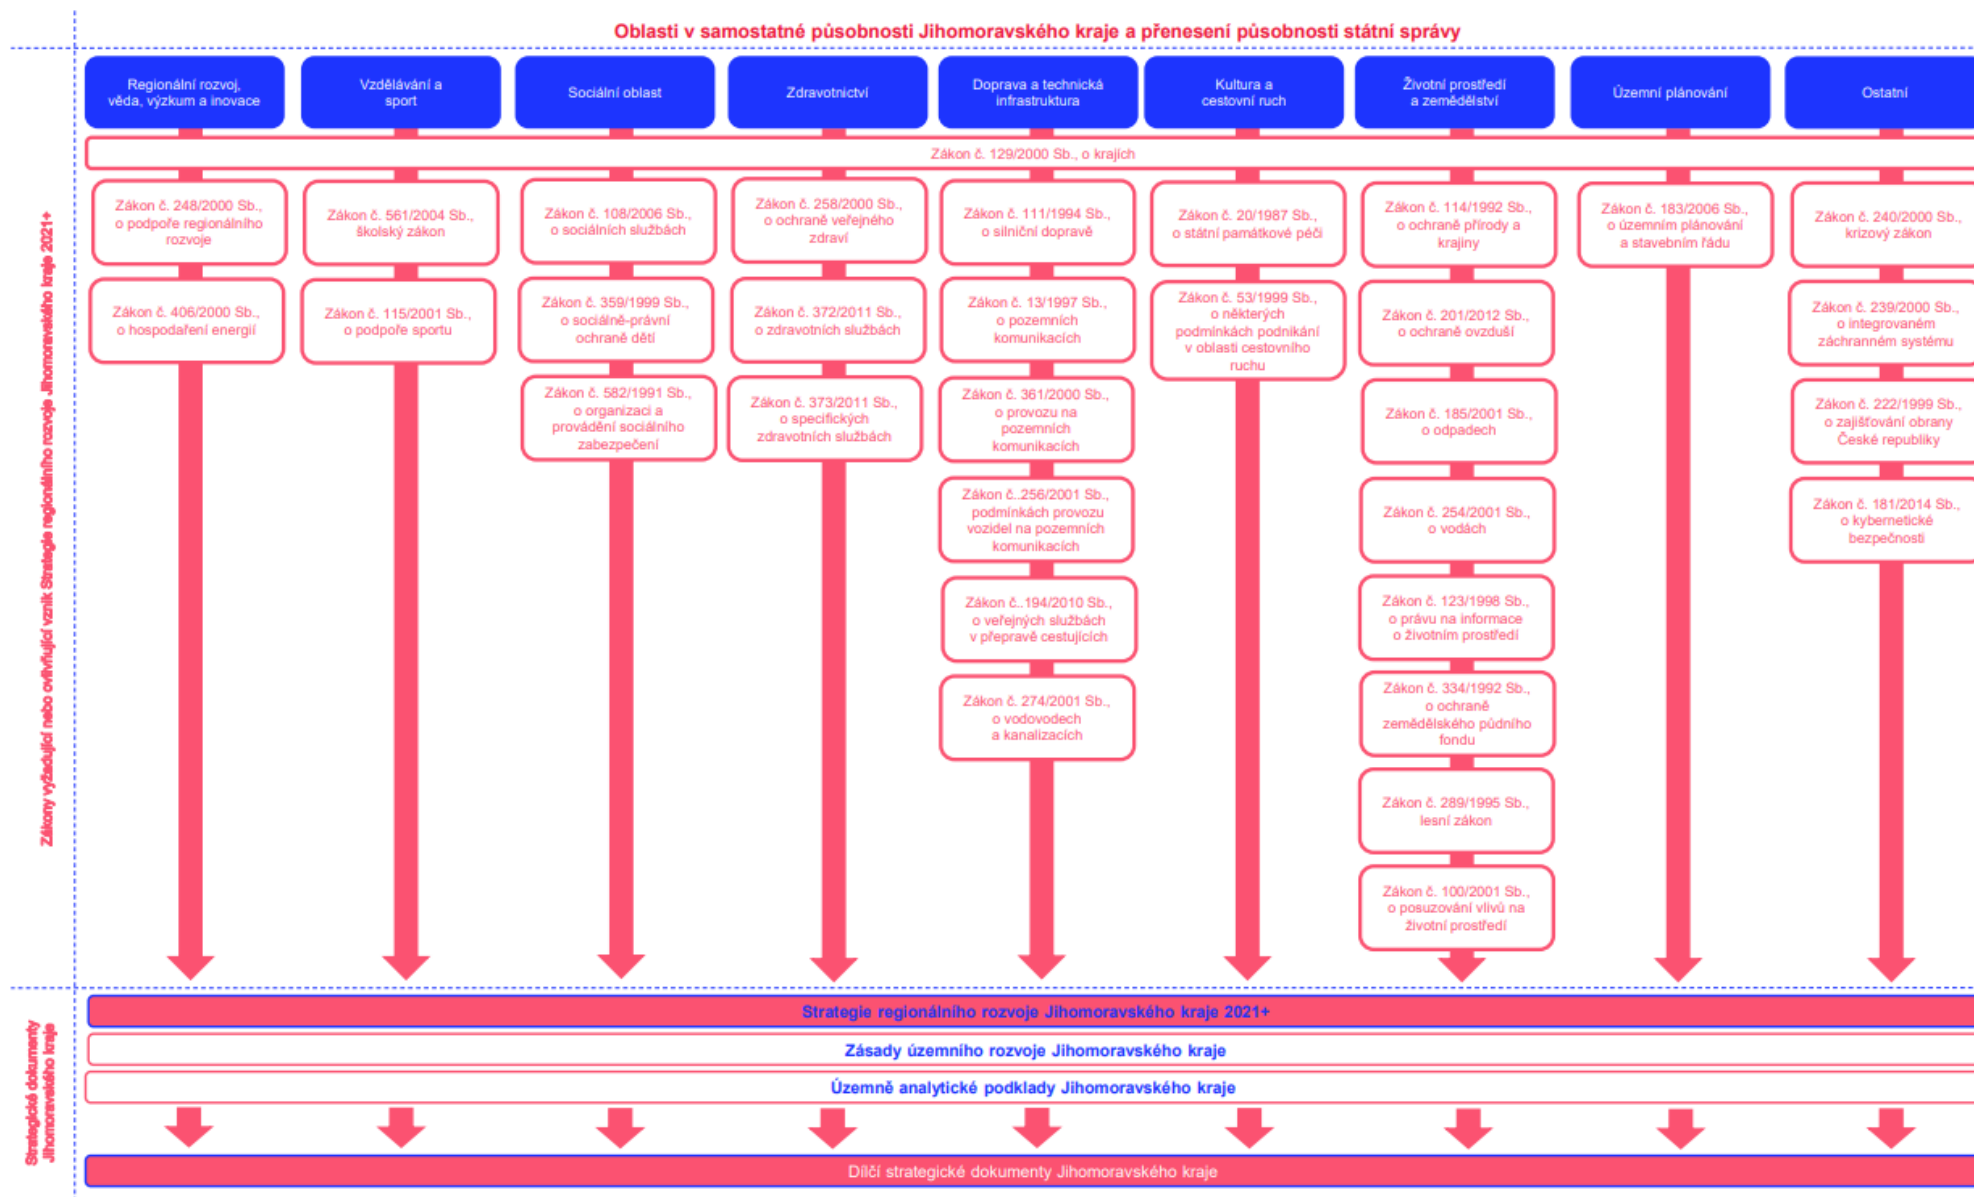 Oblasti v samostatné působnosti Jihomoravského kraje a přenesení působnosti státní správy
Regionální rozvoj,
věda, výzkum a inovace
Vzdělávání a
sport
Sociální oblast
Zdravotnictví
Doprava a technická
infrastruktura
Kultura a
cestovní ruch
Životní prostředí
a zemědělství
Územní plánování
Ostatní
Zákony vyžadující nebo ovlivňující vznik Strategie regionálního rozvoje Jihomoravského kraje 2021+
Zákon č. 129/2000 Sb., o krajích
Zákon č. 248/2000 Sb.,
o podpoře regionálního
rozvoje
Zákon č. 406/2000 Sb.,
o hospodaření energií
Zákon č. 561/2004 Sb.,
školský zákon
Zákon č. 115/2001 Sb.,
o podpoře sportu
Zákon č. 108/2006 Sb.,
o sociálních službách
Zákon č. 359/1999 Sb.,
o sociálně-právní
ochraně dětí
Zákon č. 582/1991 Sb.,
o organizaci a
provádění sociálního
zabezpečení
Zákon č. 258/2000 Sb.,
o ochraně veřejného
zdraví
Zákon č. 372/2011 Sb.,
o zdravotních službách
Zákon č. 373/2011 Sb.,
o specifických
zdravotních službách
Zákon č. 111/1994 Sb.,
o silniční dopravě
Zákon č. 13/1997 Sb.,
o pozemních
komunikacích
Zákon č. 361/2000 Sb.,
o provozu na
pozemních
komunikacích
Zákon č..256/2001 Sb.,
podmínkách provozu
vozidel na pozemních
komunikacích
Zákon č..194/2010 Sb.,
o veřejných službách
v přepravě cestujících
Zákon č. 274/2001 Sb.,
o vodovodech
a kanalizacích
Zákon č. 20/1987 Sb.,
o státní památkové péči
Zákon č. 53/1999 Sb.,
o některých
podmínkách podnikání
v oblasti cestovního
ruchu
Zákon č. 114/1992 Sb.,
o ochraně přírody a
krajiny
Zákon č. 201/2012 Sb.,
o ochraně ovzduší
Zákon č. 185/2001 Sb.,
o odpadech
Zákon č. 254/2001 Sb.,
o vodách
Zákon č. 123/1998 Sb.,
o právu na informace
o životním prostředí
Zákon č. 334/1992 Sb.,
o ochraně
zemědělského půdního
fondu
Zákon č. 289/1995 Sb.,
lesní zákon
Zákon č. 100/2001 Sb.,
o posuzování vlivů na
životní prostředí
Zákon č. 183/2006 Sb.,
o územním plánování
a stavebním řádu
Zákon č. 240/2000 Sb.,
krizový zákon
Zákon č. 239/2000 Sb.,
o integrovaném
záchranném systému
Zákon č. 222/1999 Sb.,
o zajišťování obrany
České republiky
Zákon č. 181/2014 Sb.,
o kybernetické
bezpečnosti
Strategické dokumenty
Jihomoravského kraje
Strategie regionálního rozvoje Jihomoravského kraje 2021+
Zásady územního rozvoje Jihomoravského kraje
Územně analytické podklady Jihomoravského kraje
Dílčí strategické dokumenty Jihomoravského kraje